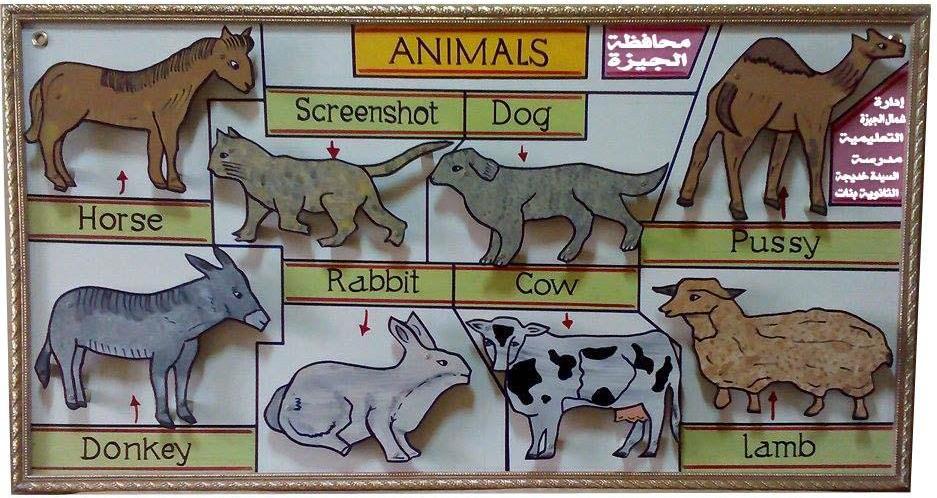 ANIMALS
محافظة
الجيزة
Screenshot
Dog
إدارة
شمال الجيزة
التعليمية
مدرسة
السيدة خديجة
الثانوية بنات
Horse
Pussy
Rabbit
Cow
3
Donkey
lamb